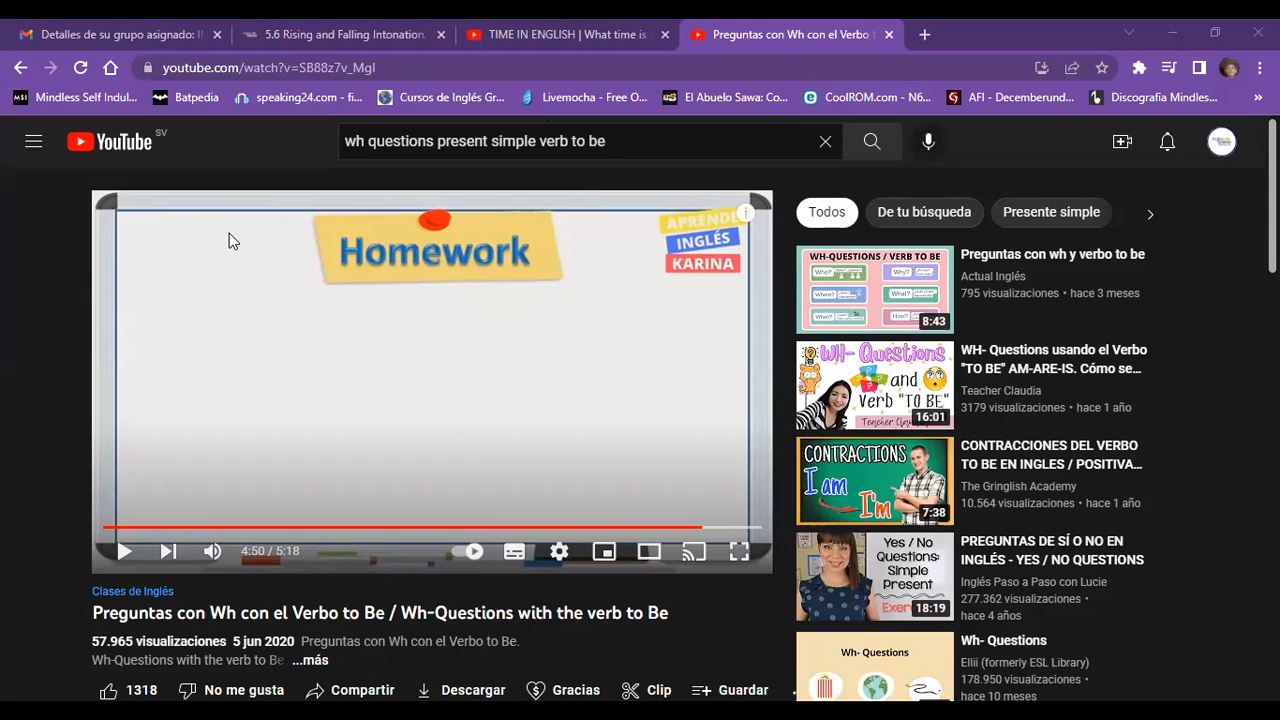 Detalles de su grupo asignado: I
5.6 Rising and Falling Intonation
TIME IN ENGLISH | What time is
Preguntas con Wh con el Verbo
youtube.com/watch?v=SB88z7v_MgI
Mindless Self Indul...
Batpedia
speaking24.com - fi...
Cursos de Inglés Gr...
Livemocha - Free O...
El Abuelo Sawa: Co...
CoolROM.com - N6...
AFI - Decemberund...
Discografia Mindles...
YouTube SV
wh questions present simple verb to be
Homework
APRENDE
INGLÉS
KARINA
4:50 / 5:18
Clases de Inglés
Preguntas con Wh con el Verbo to Be / Wh-Questions with the verb to Be
57.965 visualizaciones 5 jun 2020 Preguntas con Wh con el Verbo to Be.
Wh-Questions with the verb to Be ...más
1318 No me gusta Compartir Descargar Gracias Clip Guardar
Todos De tu búsqueda Presente simple
WH-QUESTIONS / VERB TO BE
Who?
Why?
Where?
What?
When?
How?
8:43
Preguntas con wh y verbo to be
Actual Inglés
795 visualizaciones • hace 3 meses
WH- Questions
and
Verb "TO BE"
16:01
WH- Questions usando el Verbo
"TO BE" AM-ARE-IS. Cómo se...
Teacher Claudia
3179 visualizaciones • hace 1 año
CONTRACTIONS
I am
I'm
7:38
CONTRACCIONES DEL VERBO
TO BE EN INGLES / POSITIVA...
The Gringlish Academy
10.564 visualizaciones • hace 1 año
Yes / No
Questions:
Simple
Present
18:19
PREGUNTAS DE SÍ O NO EN
INGLÉS - YES / NO QUESTIONS
Inglés Paso a Paso con Lucie
277.362 visualizaciones •
hace 4 años
Wh- Questions
Wh- Questions
Ellii (formerly ESL Library)
178.950 visualizaciones •
hace 10 meses